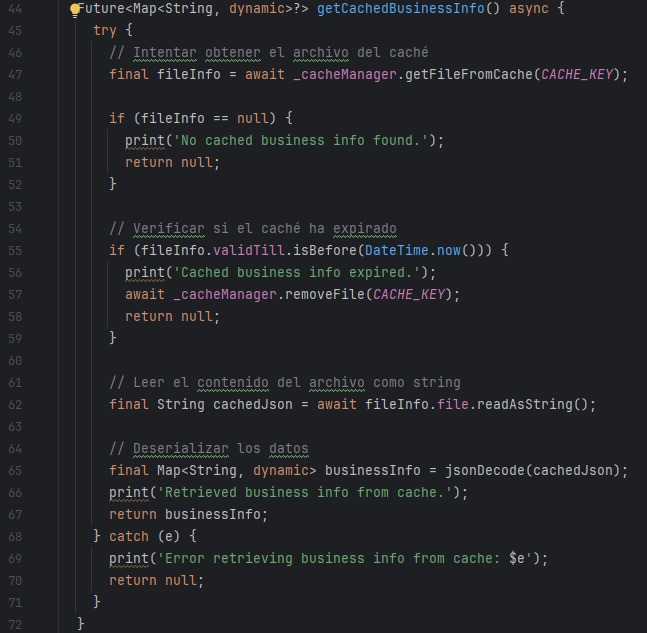 44 Future<Map<String, dynamic>?> getCachedBusinessInfo() async {
45 try {
46 // Intentar obtener el archivo del caché
47 final fileInfo = await _cacheManager.getFileFromCache(CACHE_KEY);
48
49 if (fileInfo == null) {
50 print('No cached business info found.');
51 return null;
52 }
53
54 // Verificar si el caché ha expirado
55 if (fileInfo.validTill.isBefore(DateTime.now())) {
56 print('Cached business info expired.');
57 await _cacheManager.removeFile(CACHE_KEY);
58 return null;
59 }
60
61 // Leer el contenido del archivo como string
62 final String cachedJson = await fileInfo.file.readAsString();
63
64 // Deserializar los datos
65 final Map<String, dynamic> businessInfo = jsonDecode(cachedJson);
66 print('Retrieved business info from cache.');
67 return businessInfo;
68 } catch (e) {
69 print('Error retrieving business info from cache: $e');
70 return null;
71 }
72 }